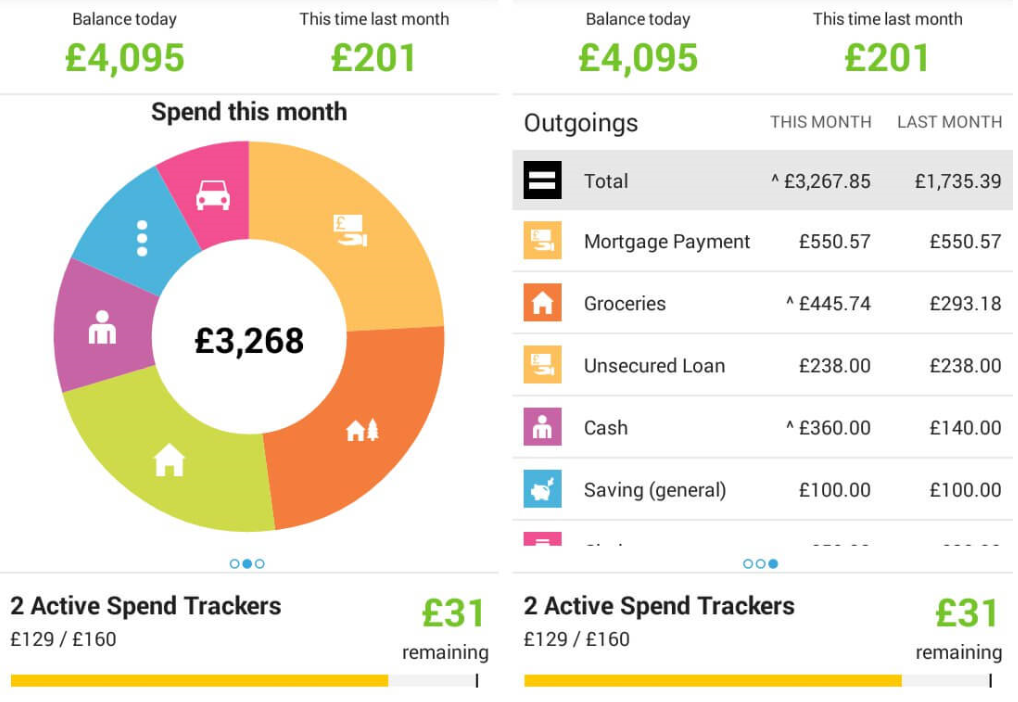 Balance today
This time last month
£4,095
£201
Spend this month
£
£3,268
2 Active Spend Trackers
£31
£129 / £160
remaining
Balance today
This time last month
£4,095
£201
Outgoings THIS MONTH LAST MONTH
Total ^ £3,267.85 £1,735.39
Mortgage Payment £550.57 £550.57
Groceries ^ £445.74 £293.18
Unsecured Loan £238.00 £238.00
Cash ^ £360.00 £140.00
Saving (general) £100.00 £100.00
2 Active Spend Trackers
£31
£129 / £160
remaining